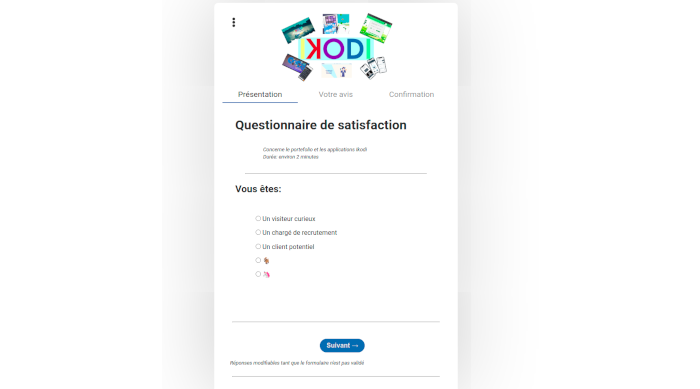 IKODI
Présentation
Votre avis
Confirmation
Questionnaire de satisfaction
Concerne le portefolio et les applications Ikodi
Durée: environ 2 minutes
Vous êtes:
Un visiteur curieux
Un chargé de recrutement
Un client potentiel
Suivant →
Réponses modifiables tant que le formulaire n'est pas validé